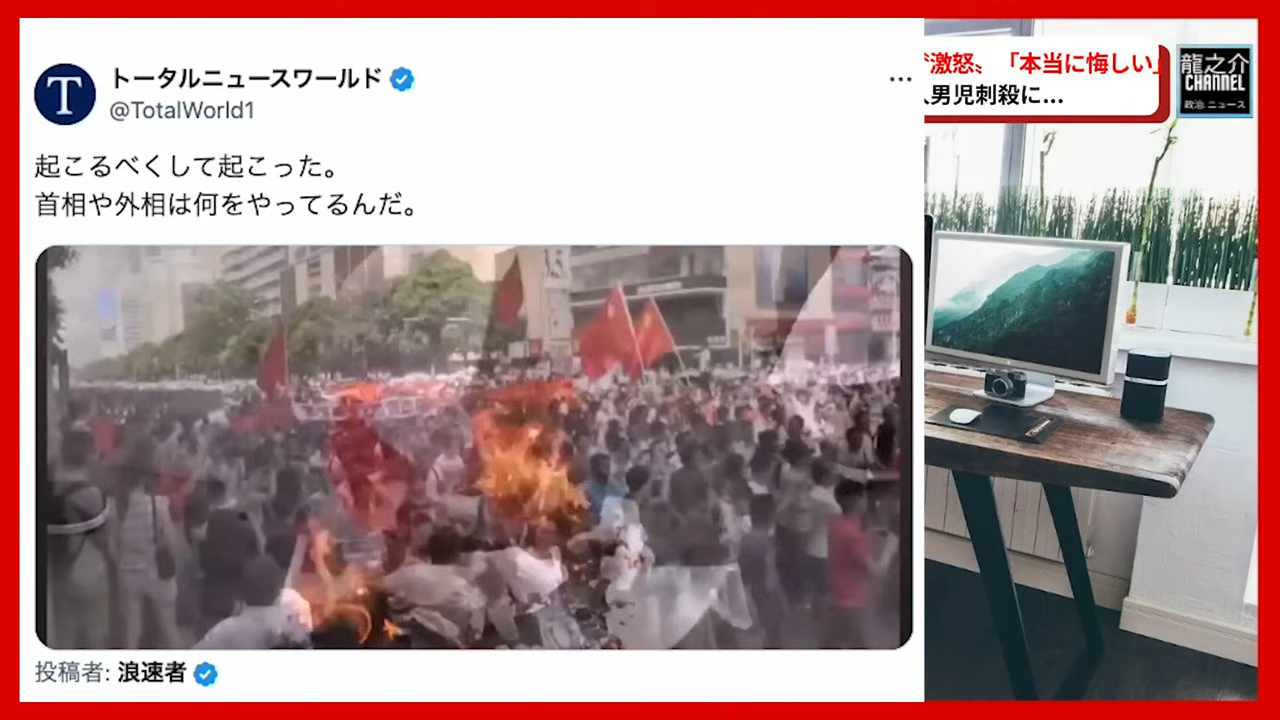 トータルニュースワールド
@TotalWorld1
起こるべくして起こった。
首相や外相は何をやってるんだ。
投稿者: 浪速者
激怒〟「本当に悔しい」
男児刺殺に...
龍之介
CHANNEL
政治 ニュース
T